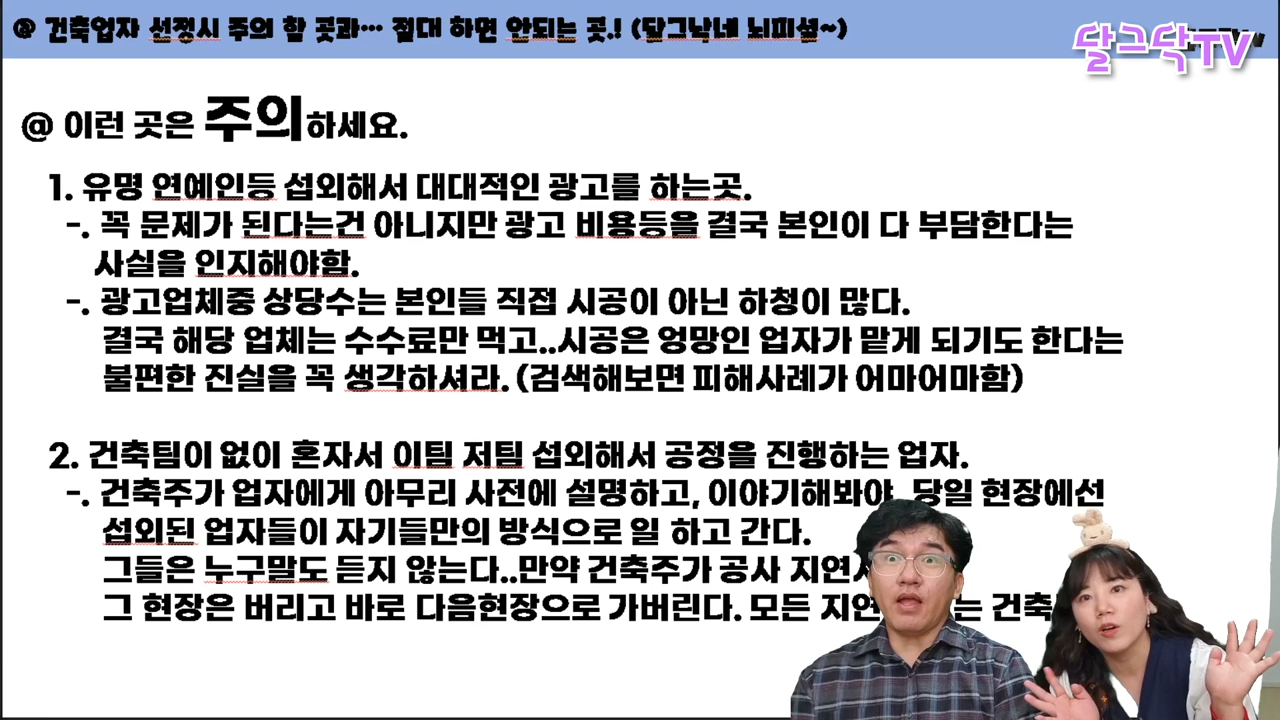 @ 건축업자 선정시 주의 할 곳과… 절대 하면 안되는 곳.! (달그닥네 뇌피셜~)
달그닥TV
@ 이런 곳은 주의하세요.
1. 유명 연예인등 섭외해서 대대적인 광고를 하는곳.
-. 꼭 문제가 된다는건 아니지만 광고 비용등을 결국 본인이 다 부담한다는
사실을 인지해야함.
-. 광고업체중 상당수는 본인들 직접 시공이 아닌 하청이 많다.
결국 해당 업체는 수수료만 먹고..시공은 엉망인 업자가 맡게 되기도 한다는
불편한 진실을 꼭 생각하셔라. (검색해보면 피해사례가 어마어마함)
2. 건축팀이 없이 혼자서 이팀 저팀 섭외해서 공정을 진행하는 업자.
-. 건축주가 업자에게 아무리 사전에 설명하고, 이야기해봐야 당일 현장에선
섭외된 업자들이 자기들만의 방식으로 일 하고 간다.
그들은 누구말도 듣지 않는다..만약 건축주가 공사
그 현장은 버리고 바로 다음현장으로 가버린다. 모든